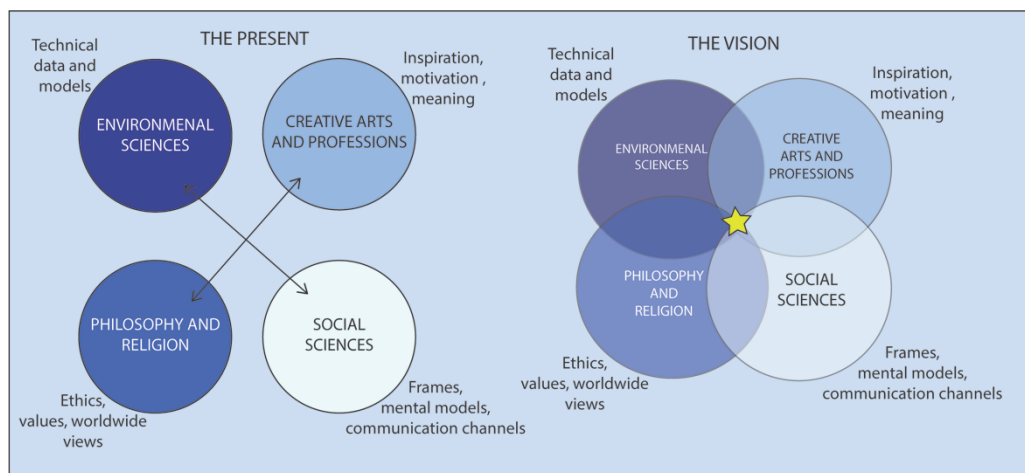 THE PRESENT
Technical
data and
models
Inspiration,
motivation ,
meaning
ENVIRONMENAL
SCIENCES
CREATIVE ARTS
AND PROFESSIONS
PHILOSOPHY AND
RELIGION
SOCIAL
SCIENCES
Ethics,
values, worldwide
views
Frames,
mental models,
communication channels
THE VISION
Technical
data and
models
Inspiration,
motivation ,
meaning
ENVIRONMENAL
SCIENCES
CREATIVE
ARTS AND
PROFESSIONS
PHILOSOPHY
AND
RELIGION
SOCIAL
SCIENCES
Ethics,
values, worldwide
views
Frames,
mental models,
communication channels